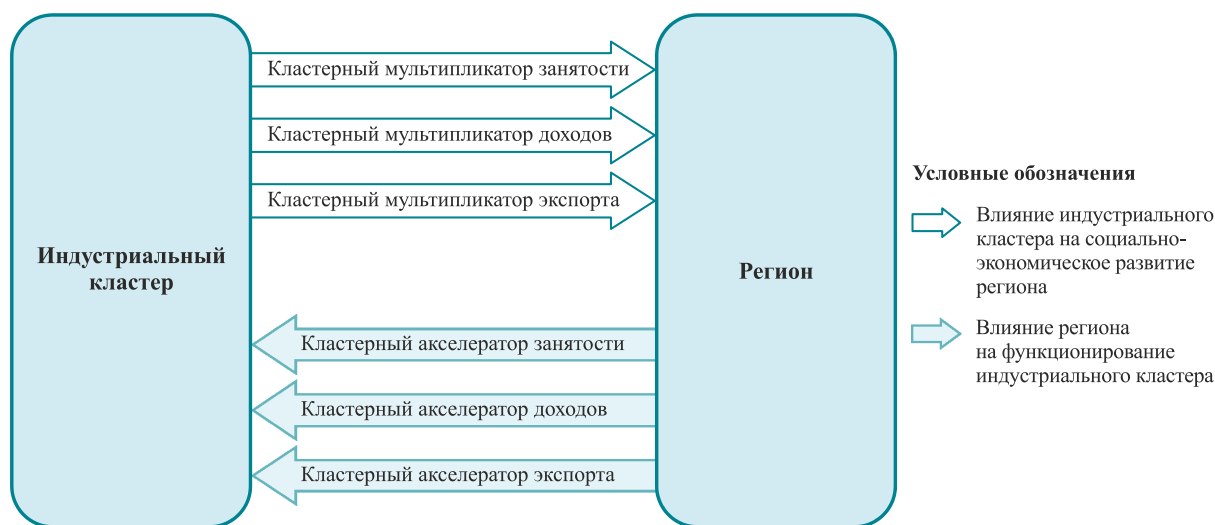 Индустриальный
кластер
Кластерный мультипликатор занятости
Кластерный мультипликатор доходов
Кластерный мультипликатор экспорта
Кластерный акселератор занятости
Кластерный акселератор доходов
Кластерный акселератор экспорта
Регион
Условные обозначения
Влияние индустриального
кластера на социально-
экономическое развитие
региона
Влияние региона
на функционирование
индустриального кластера